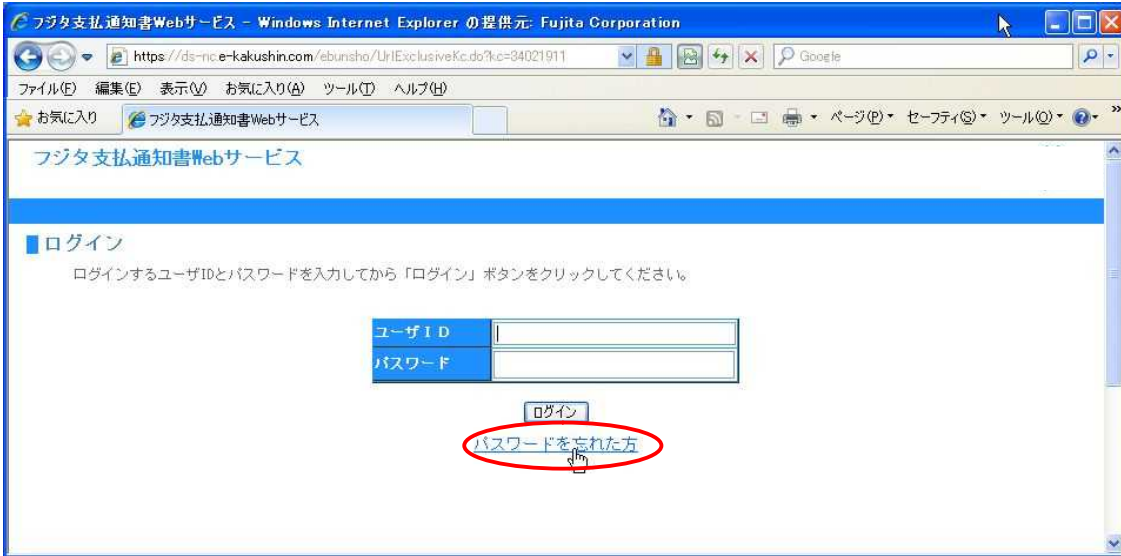 フジタ支払通知書Webサービス - Windows Internet Explorer の提供元: Fujita Corporation
https://ds-nc.e-kakushin.com/ebunsho/UrlExclusiveKc.do?kc=34021911 Google
ファイル(F) 編集(E) 表示(V) お気に入り(A) ツール(T) ヘルプ(H)
お気に入り フジタ支払通知書Webサービス ページ(P) セーフティ(S) ツール(O) »
フジタ支払通知書Webサービス
ログイン
ログインするユーザIDとパスワードを入力してから「ログイン」ボタンをクリックしてください。
ユーザID
パスワード
ログイン
パスワードを忘れた方